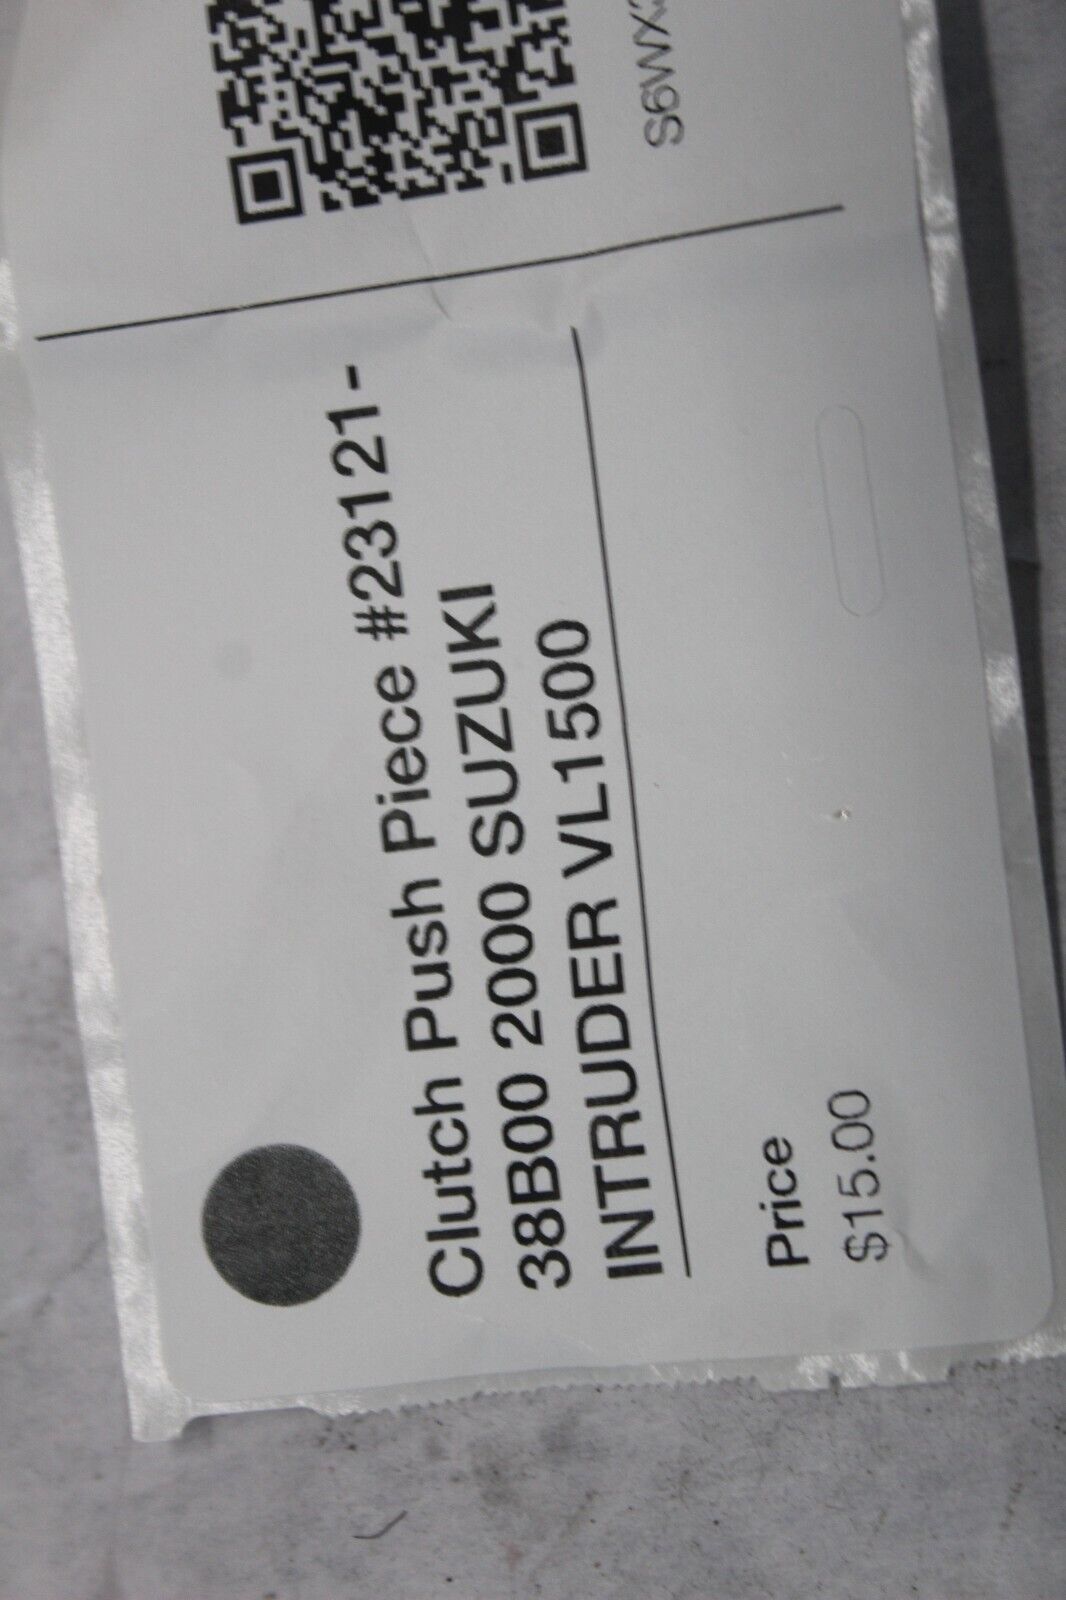 Clutch Push Piece #23121-
38B00 2000 SUZUKI
INTRUDER VL1500
Price
$15.00